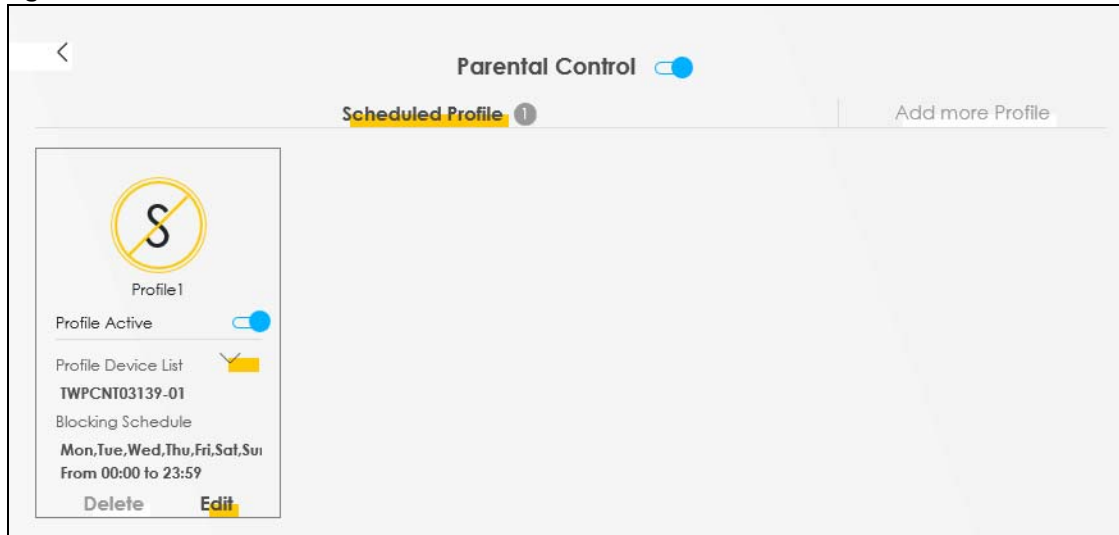 Parental Control
Scheduled Profile 1
Add more Profile
S
Profile1
Profile Active
Profile Device List
TWPCNT03139-01
Blocking Schedule
Mon,Tue,Wed,Thu,Fri,Sat,Su
From 00:00 to 23:59
Delete Edit